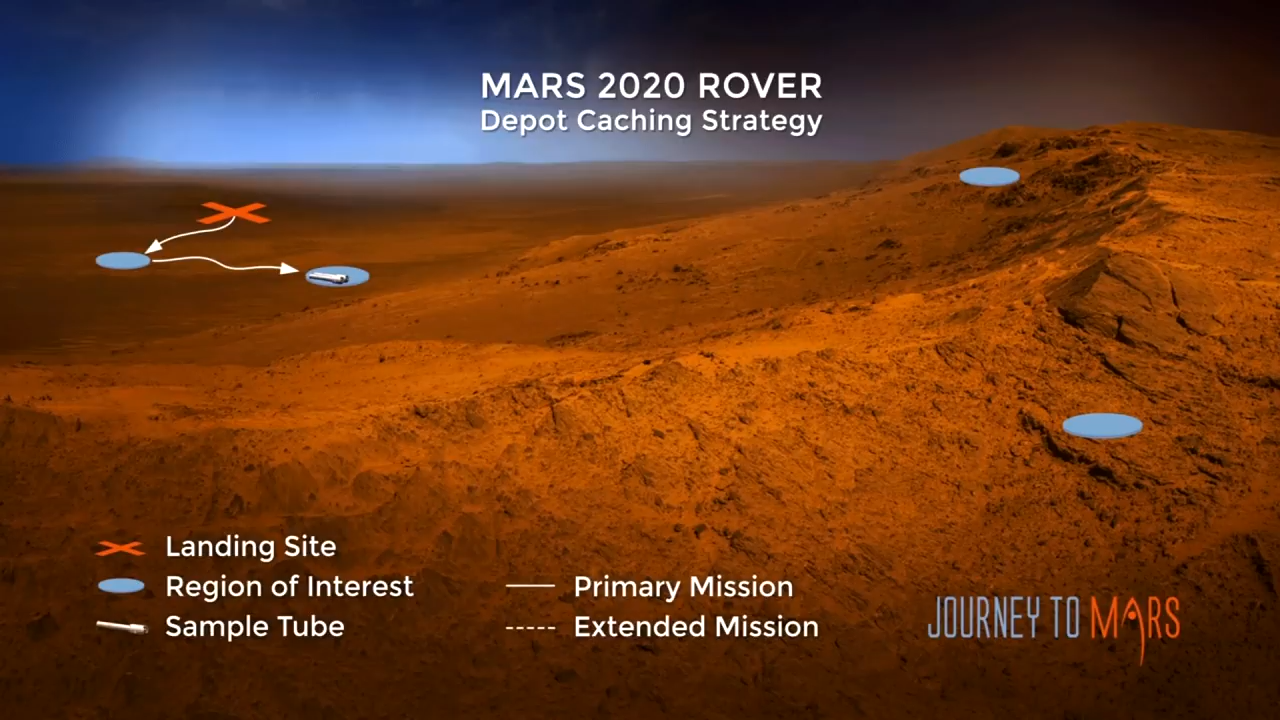 MARS 2020 ROVER
Depot Caching Strategy
Landing Site
Region of Interest
Sample Tube
Primary Mission
Extended Mission
JOURNEY TO MARS